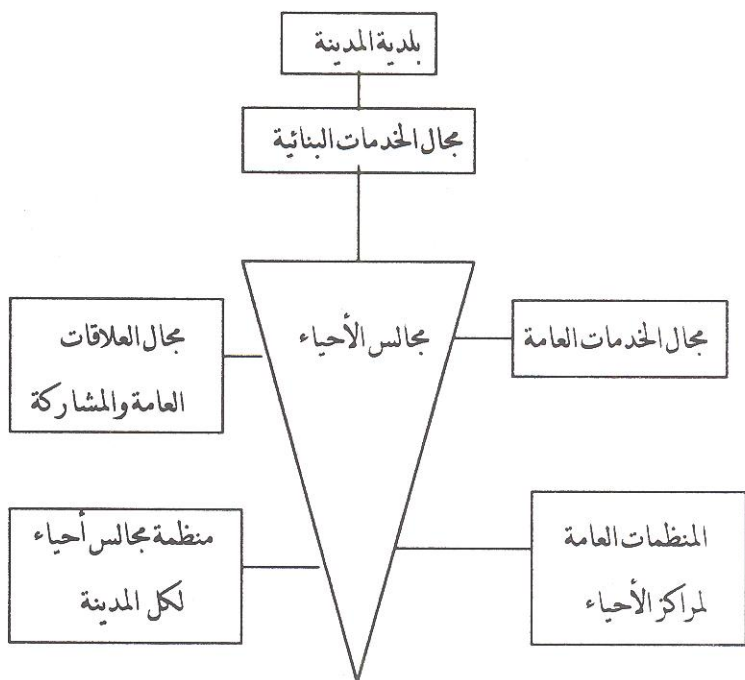 بلدية المدينة
مجال الخدمات البنائية
مجالس الأحياء
مجال الخدمات العامة
مجال العلاقات
العامة والمشاركة
المنظمات العامة
لمراكز الأحياء
منظمة مجالس أحياء
لكل المدينة